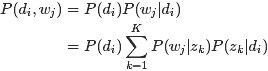 P(d_i, w_j) = P(d_i)P(w_j|d_i)
= P(d_i) \sum_{k=1}^{K} P(w_j|z_k)P(z_k|d_i)